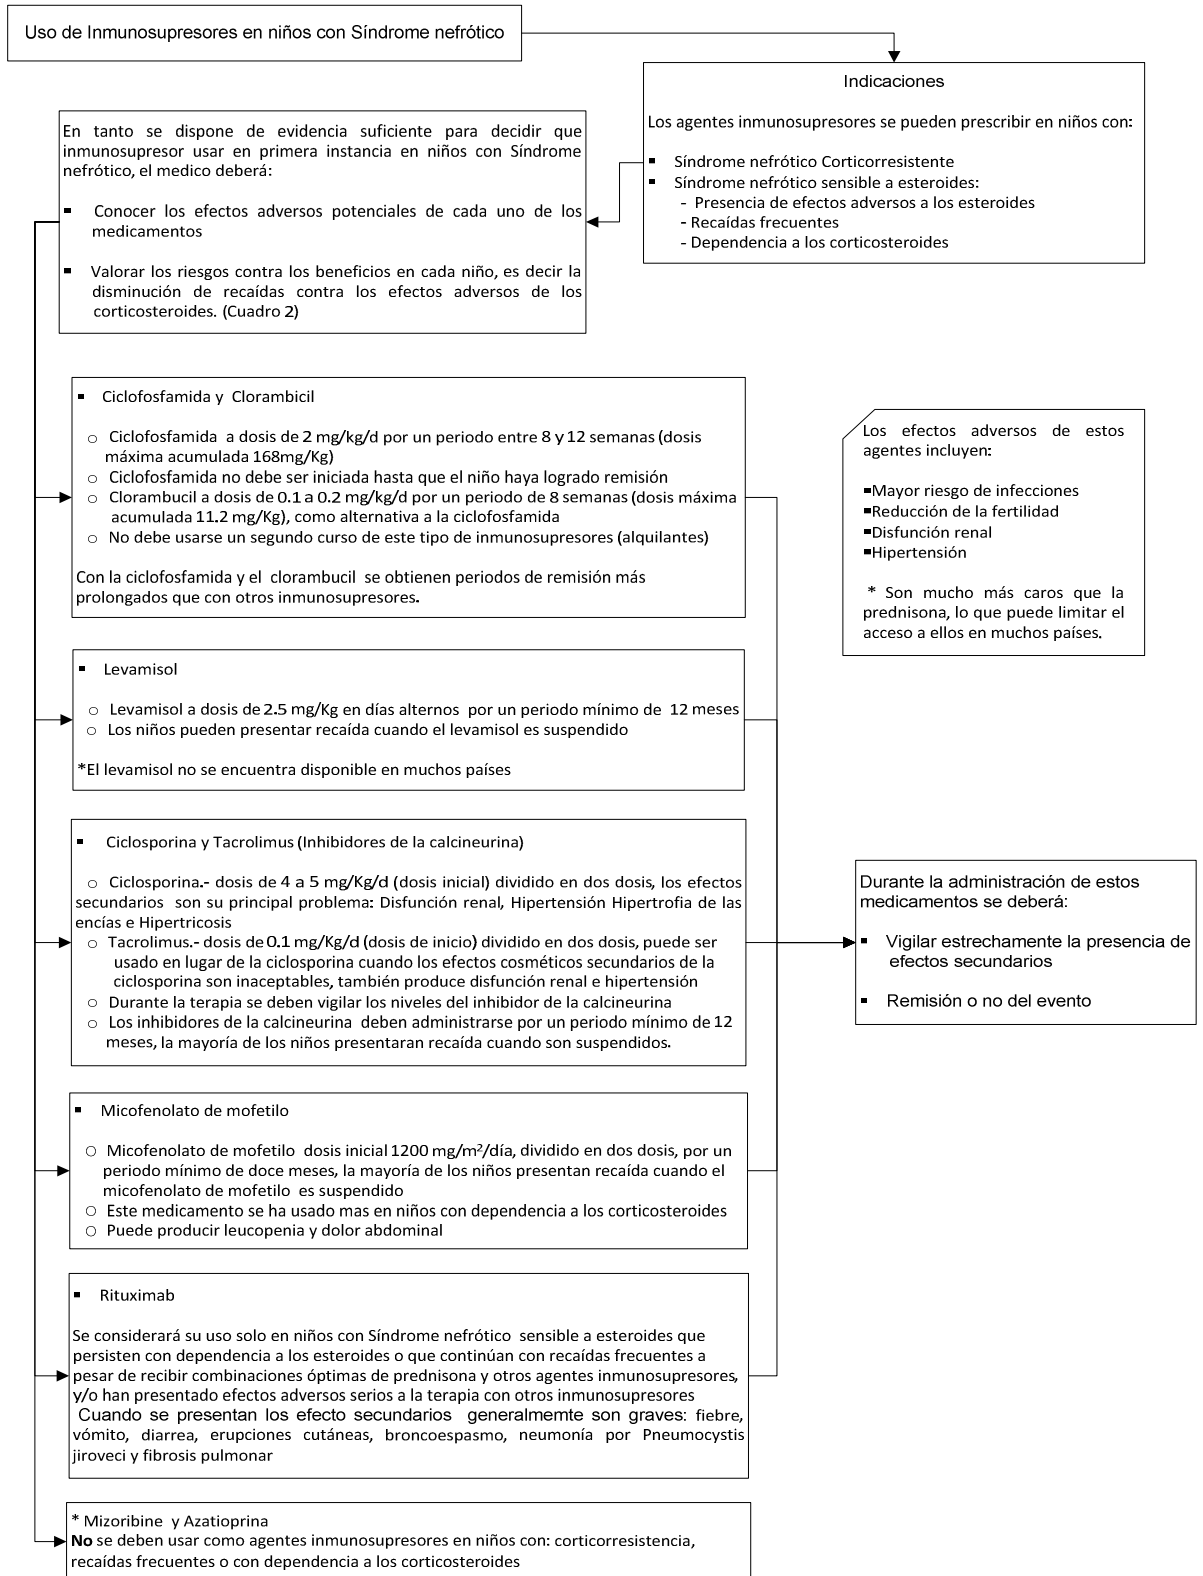 Uso de Inmunosupresores en niños con Síndrome nefrótico
Indicaciones
Los agentes inmunosupresores se pueden prescribir en niños con:
▪ Síndrome nefrótico Corticorresistente
▪ Síndrome nefrótico sensible a esteroides:
- Presencia de efectos adversos a los esteroides
- Recaídas frecuentes
- Dependencia a los corticosteroides
En tanto se dispone de evidencia suficiente para decidir que
inmunosupresor usar en primera instancia en niños con Síndrome
nefrótico, el medico deberá:
▪ Conocer los efectos adversos potenciales de cada uno de los
medicamentos
▪ Valorar los riesgos contra los beneficios en cada niño, es decir la
disminución de recaídas contra los efectos adversos de los
corticosteroides. (Cuadro 2)
▪ Ciclofosfamida y Clorambicil
○ Ciclofosfamida a dosis de 2 mg/kg/d por un periodo entre 8 y 12 semanas (dosis
máxima acumulada 168mg/Kg)
○ Ciclofosfamida no debe ser iniciada hasta que el niño haya logrado remisión
○ Clorambucil a dosis de 0.1 a 0.2 mg/kg/d por un periodo de 8 semanas (dosis máxima
acumulada 11.2 mg/Kg), como alternativa a la ciclofosfamida
○ No debe usarse un segundo curso de este tipo de inmunosupresores (alquilantes)
Con la ciclofosfamida y el clorambucil se obtienen periodos de remisión más
prolongados que con otros inmunosupresores.
Los efectos adversos de estos
agentes incluyen:
▪Mayor riesgo de infecciones
▪Reducción de la fertilidad
▪Disfunción renal
▪Hipertensión
* Son mucho más caros que la
prednisona, lo que puede limitar el
acceso a ellos en muchos países.
▪ Levamisol
○ Levamisol a dosis de 2.5 mg/Kg en días alternos por un periodo mínimo de 12 meses
○ Los niños pueden presentar recaída cuando el levamisol es suspendido
*El levamisol no se encuentra disponible en muchos países
▪ Ciclosporina y Tacrolimus (Inhibidores de la calcineurina)
○ Ciclosporina.- dosis de 4 a 5 mg/Kg/d (dosis inicial) dividido en dos dosis, los efectos
secundarios son su principal problema: Disfunción renal, Hipertensión Hipertrofia de las
encías e Hipertricosis
○ Tacrolimus.- dosis de 0.1 mg/Kg/d (dosis de inicio) dividido en dos dosis, puede ser
usado en lugar de la ciclosporina cuando los efectos cosméticos secundarios de la
ciclosporina son inaceptables, también produce disfunción renal e hipertensión
○ Durante la terapia se deben vigilar los niveles del inhibidor de la calcineurina
○ Los inhibidores de la calcineurina deben administrarse por un periodo mínimo de 12
meses, la mayoría de los niños presentaran recaída cuando son suspendidos.
Durante la administración de estos
medicamentos se deberá:
▪ Vigilar estrechamente la presencia de
efectos secundarios
▪ Remisión o no del evento
▪ Micofenolato de mofetilo
○ Micofenolato de mofetilo dosis inicial 1200 mg/m²/día, dividido en dos dosis, por un
periodo mínimo de doce meses, la mayoría de los niños presentan recaída cuando el
micofenolato de mofetilo es suspendido
○ Este medicamento se ha usado mas en niños con dependencia a los corticosteroides
○ Puede producir leucopenia y dolor abdominal
▪ Rituximab
Se considerará su uso solo en niños con Síndrome nefrótico sensible a esteroides que
persisten con dependencia a los esteroides o que continúan con recaídas frecuentes a
pesar de recibir combinaciones óptimas de prednisona y otros agentes inmunosupresores,
y/o han presentado efectos adversos serios a la terapia con otros inmunosupresores
Cuando se presentan los efecto secundarios generalmemte son graves: fiebre,
vómito, diarrea, erupciones cutáneas, broncoespasmo, neumonía por Pneumocystis
jiroveci y fibrosis pulmonar
* Mizoribine y Azatioprina
No se deben usar como agentes inmunosupresores en niños con: corticorresistencia,
recaídas frecuentes o con dependencia a los corticosteroides